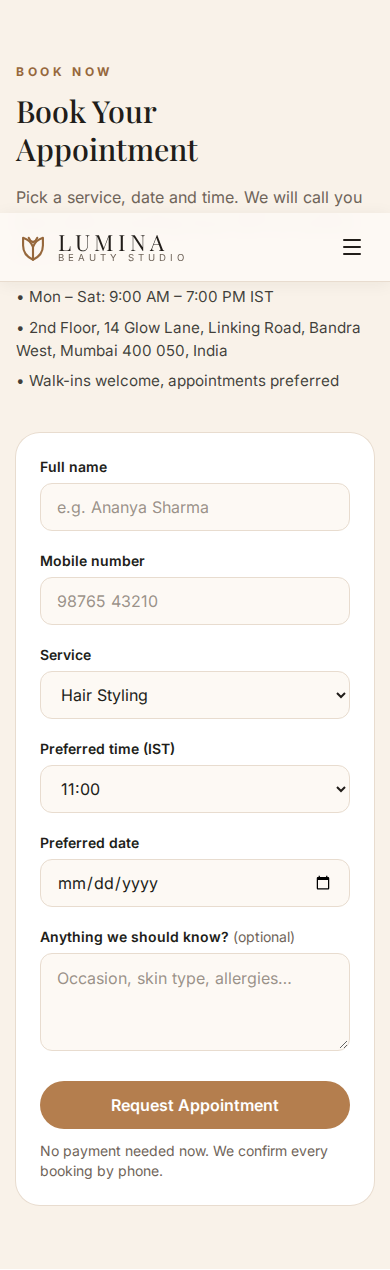 BOOK NOW
Book Your
Appointment
Pick a service, date and time. We will call you
LUMINA
BEAUTY STUDIO
• Mon – Sat: 9:00 AM – 7:00 PM IST
• 2nd Floor, 14 Glow Lane, Linking Road, Bandra
West, Mumbai 400 050, India
• Walk-ins welcome, appointments preferred
Full name
e.g. Ananya Sharma
Mobile number
98765 43210
Service
Hair Styling
Preferred time (IST)
11:00
Preferred date
mm/dd/yyyy
Anything we should know? (optional)
Occasion, skin type, allergies...
Request Appointment
No payment needed now. We confirm every
booking by phone.